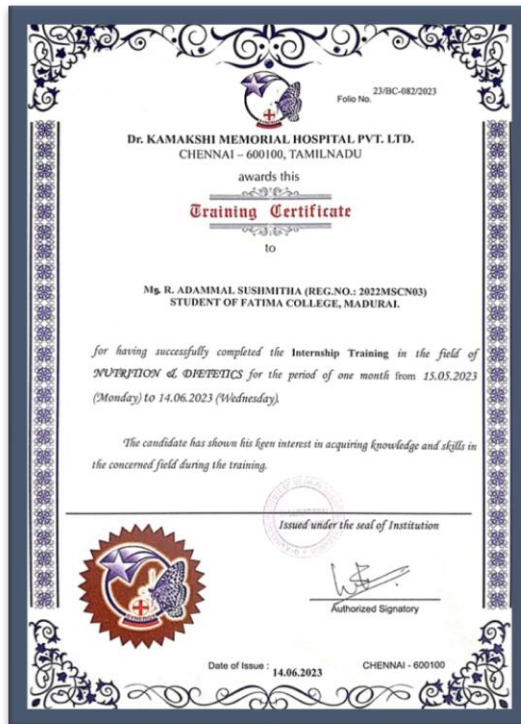 Folio No. 23/BC-082/2023
Dr. KAMAKSHI MEMORIAL HOSPITAL PVT. LTD.
CHENNAI – 600100, TAMILNADU
awards this
Training Certificate
to
Ms. R. ADAMMAL SUSHMITHA (REG.NO.: 2022MSCN03)
STUDENT OF FATIMA COLLEGE, MADURAI.
for having successfully completed the Internship Training in the field of
NUTRITION & DIETETICS for the period of one month from 15.05.2023
(Monday) to 14.06.2023 (Wednesday).
The candidate has shown his keen interest in acquiring knowledge and skills in
the concerned field during the training.
Issued under the seal of Institution
Authorized Signatory
Date of Issue : 14.06.2023 CHENNAI - 600100